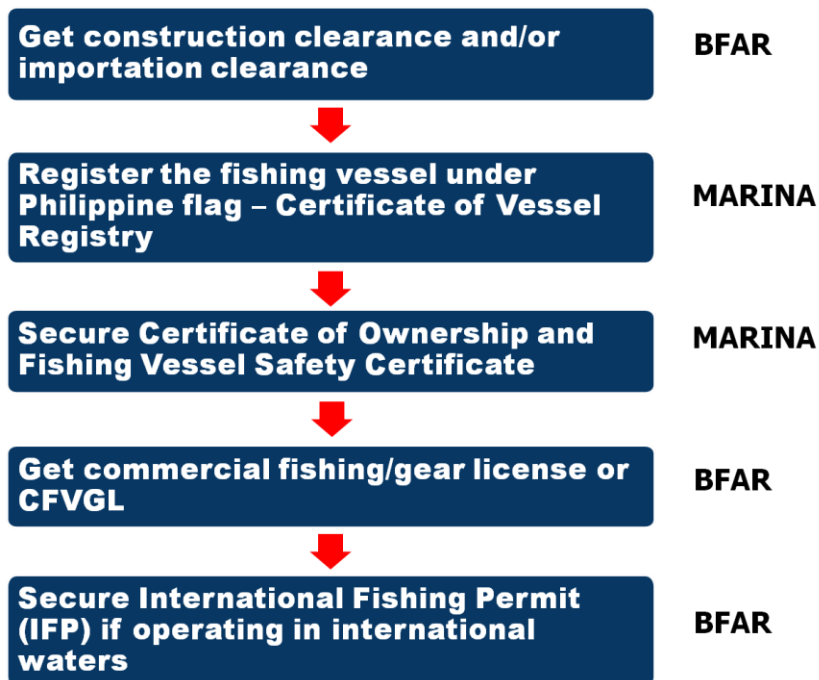 Get construction clearance and/or
importation clearance
BFAR
Register the fishing vessel under
Philippine flag – Certificate of Vessel
Registry
MARINA
Secure Certificate of Ownership and
Fishing Vessel Safety Certificate
MARINA
Get commercial fishing/gear license or
CFVGL
BFAR
Secure International Fishing Permit
(IFP) if operating in international
waters
BFAR